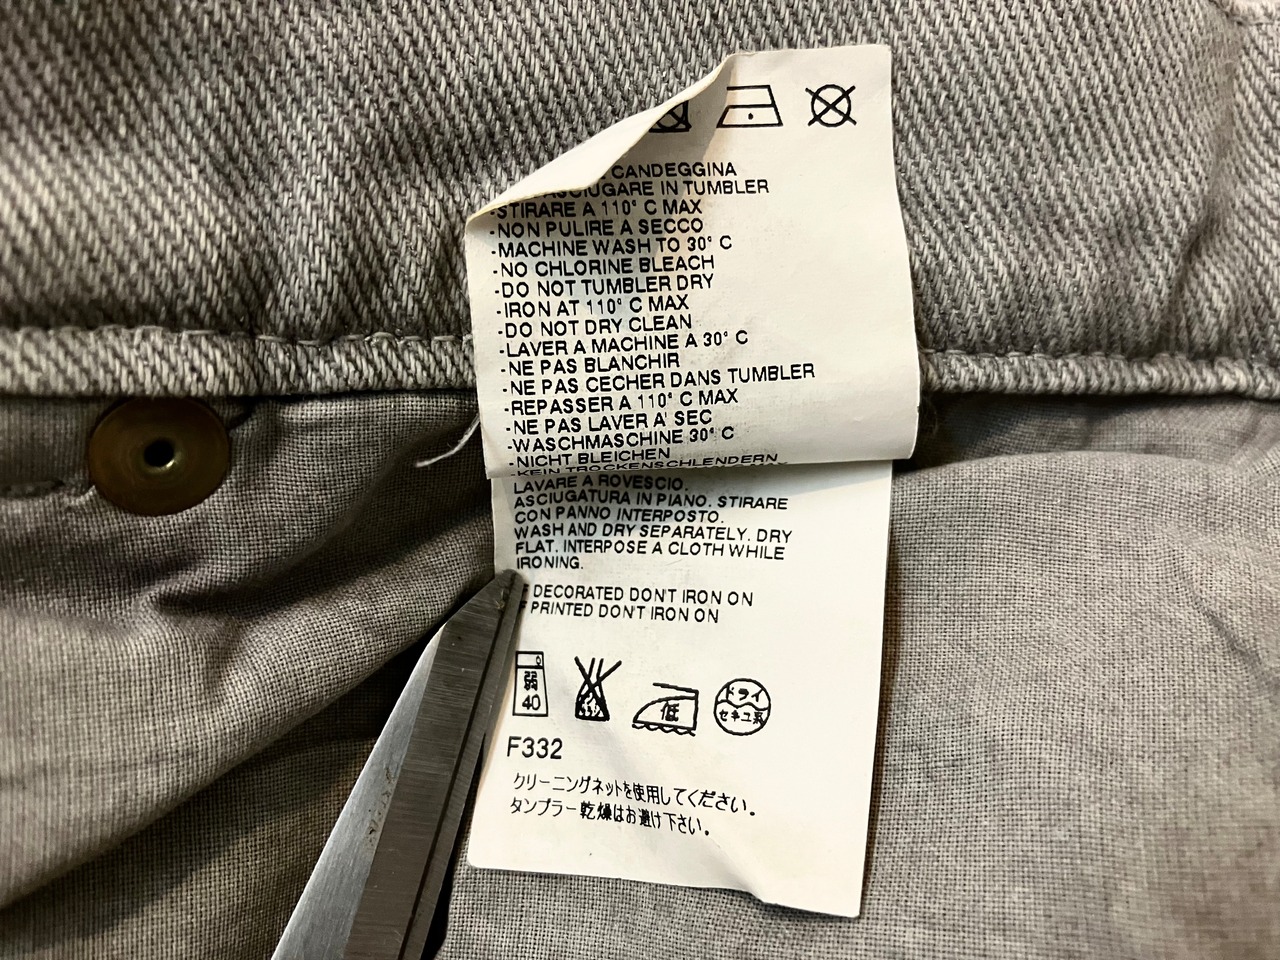 CANDEGGINA
ASCIUGARE IN TUMBLER
-STIRARE A 110° C MAX
-NON PULIRE A SECCO
-MACHINE WASH TO 30° C
-NO CHLORINE BLEACH
-DO NOT TUMBLER DRY
-IRON AT 110° C MAX
-DO NOT DRY CLEAN
-LAVER A MACHINE A 30° C
-NE PAS BLANCHIR
-NE PAS CECHER DANS TUMBLER
-REPASSER A 110° C MAX
-NE PAS LAVER A' SEC
-WASCHMASCHINE 30° C
-NICHT BLEICHEN
-KEIN TROCKENSCHLENDERN
LAVARE A ROVESCIO.
ASCIUGATURA IN PIANO. STIRARE
CON PANNO INTERPOSTO.
WASH AND DRY SEPARATELY. DRY
FLAT. INTERPOSE A CLOTH WHILE
IRONING.
IF DECORATED DON'T IRON ON
IF PRINTED DON'T IRON ON
40 低 ドライ セキユ系
F332
クリーニングネットを使用してください。
タンブラー乾燥はお避け下さい。